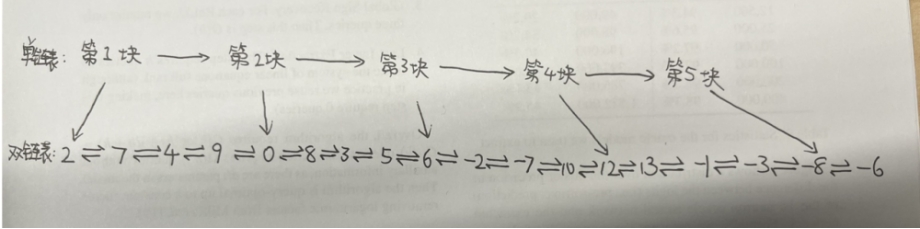 单链表: 第1块 → 第2块 → 第3块 → 第4块 → 第5块
双链表: 2 ⇌ 7 ⇌ 4 ⇌ 9 ⇌ 0 ⇌ 8 ⇌ 3 ⇌ 5 ⇌ 6 ⇌ -2 ⇌ -7 ⇌ 10 ⇌ 12 ⇌ 13 ⇌ -1 ⇌ -3 ⇌ -8 ⇌ -6